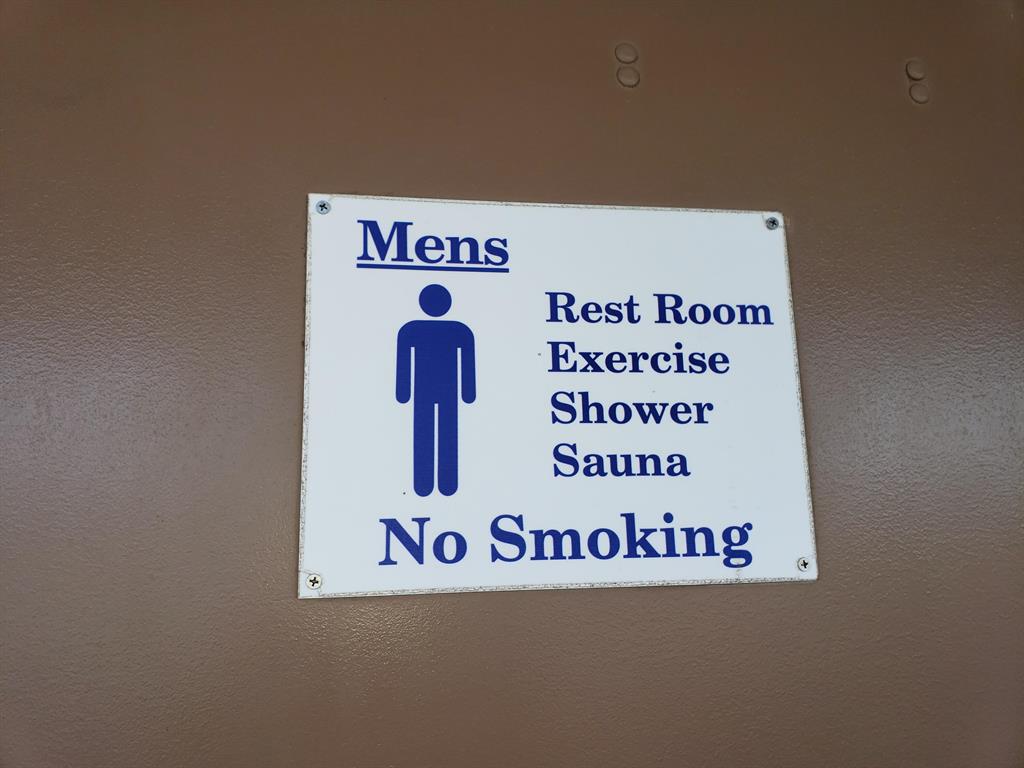 Mens
Rest Room
Exercise
Shower
Sauna
No Smoking